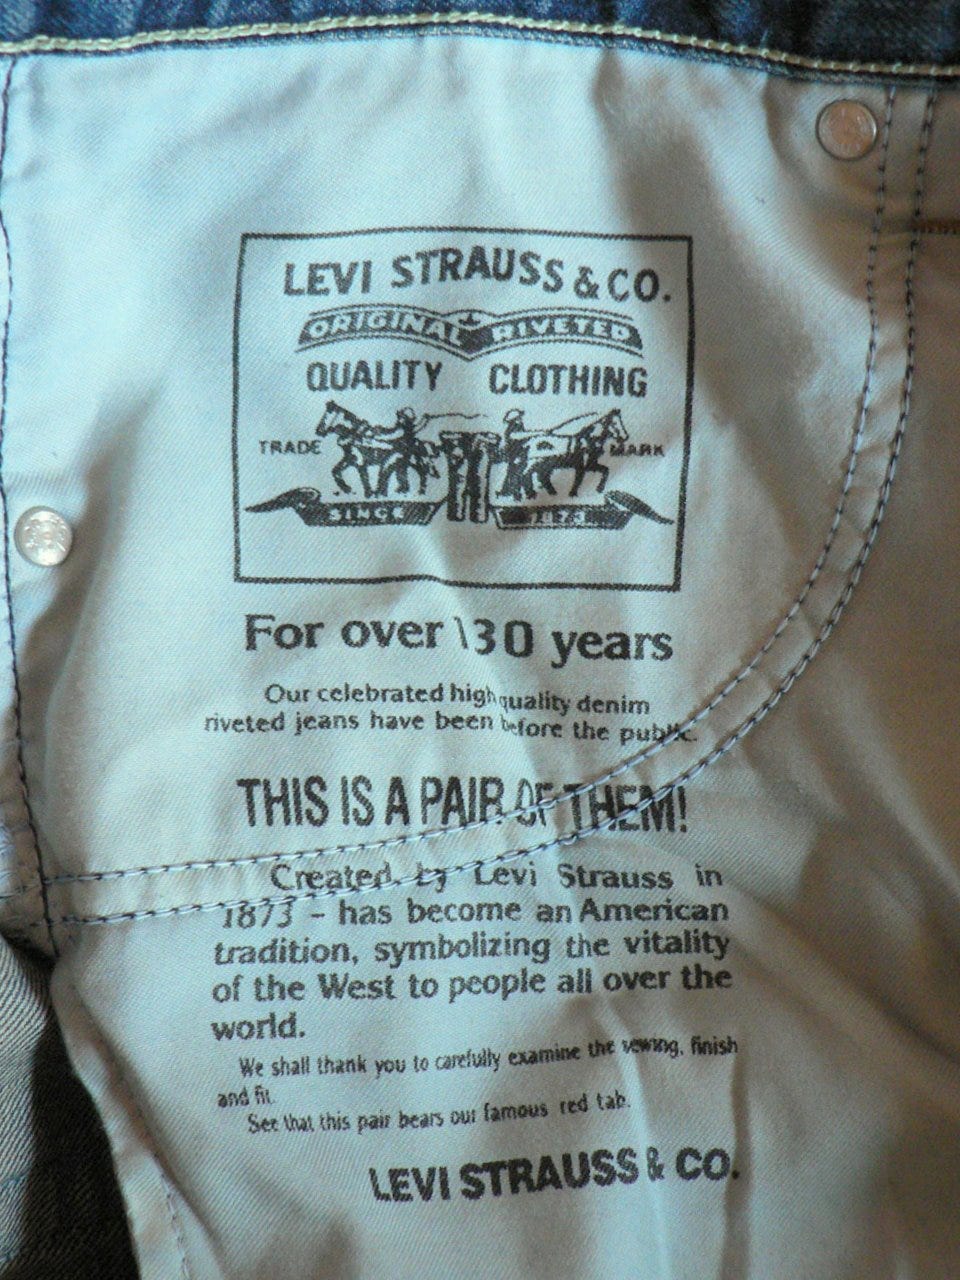 LEVI STRAUSS & CO.
ORIGINAL RIVETED
QUALITY CLOTHING
TRADE MARK
SINCE 1873
For over 130 years
Our celebrated high quality denim
riveted jeans have been before the public.
THIS IS A PAIR OF THEM!
Created by Levi Strauss in
1873 - has become an American
tradition, symbolizing the vitality
of the West to people all over the
world.
We shall thank you to carefully examine the sewing, finish
and fit.
See that this pair bears our famous red tab.
LEVI STRAUSS & CO.